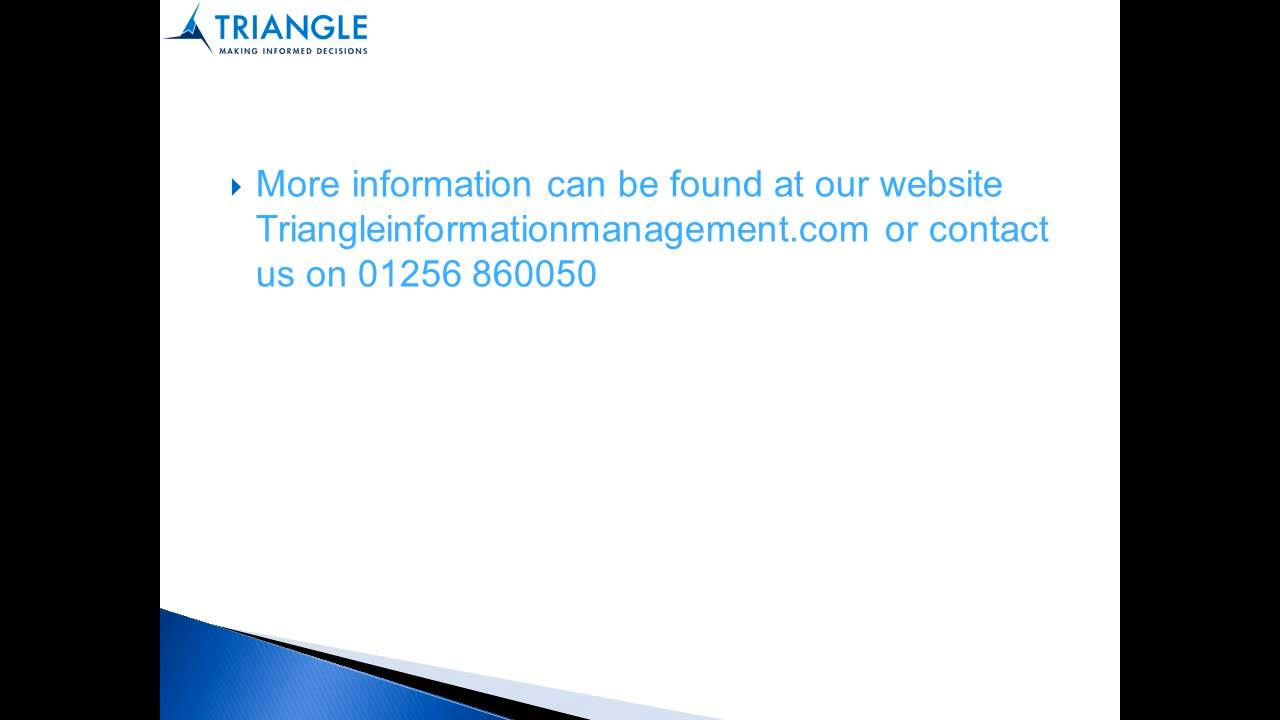 TRIANGLE
MAKING INFORMED DECISIONS
More information can be found at our website
Triangleinformationmanagement.com or contact
us on 01256 860050